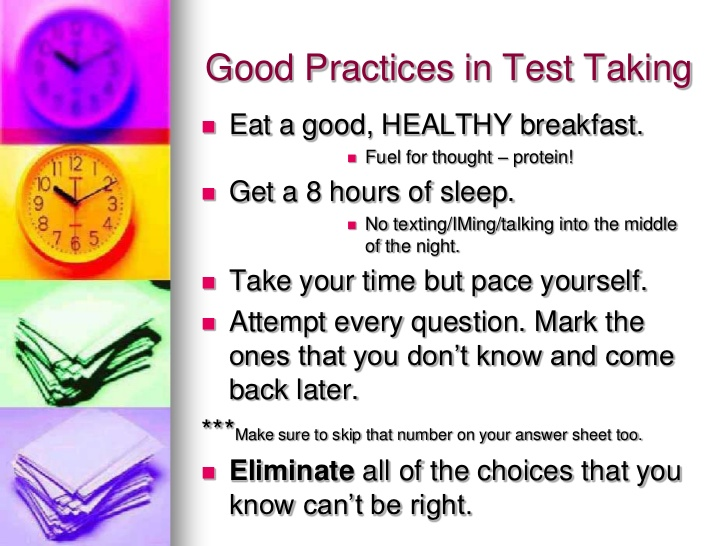 Good Practices in Test Taking
Eat a good, HEALTHY breakfast.
Fuel for thought – protein!
Get a 8 hours of sleep.
No texting/IMing/talking into the middle
of the night.
Take your time but pace yourself.
Attempt every question. Mark the
ones that you don’t know and come
back later.
***Make sure to skip that number on your answer sheet too.
Eliminate all of the choices that you
know can’t be right.